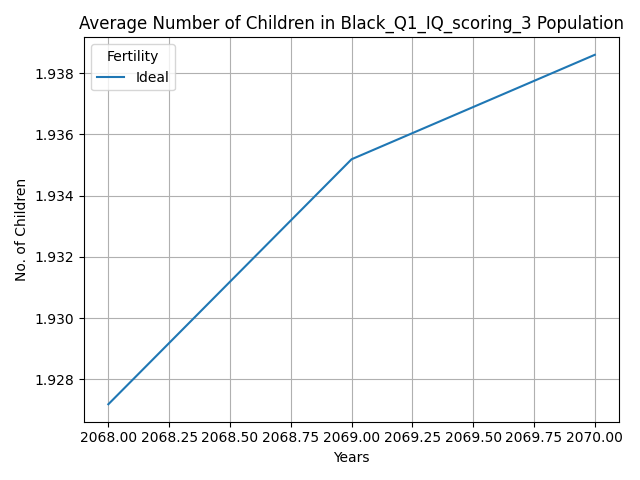 Average Number of Children in Black_Q1_IQ_scoring_3 Population
Fertility
Ideal
1.938
1.936
1.934
1.932
1.930
1.928
No. of Children
2068.00 2068.25 2068.50 2068.75 2069.00 2069.25 2069.50 2069.75 2070.00
Years